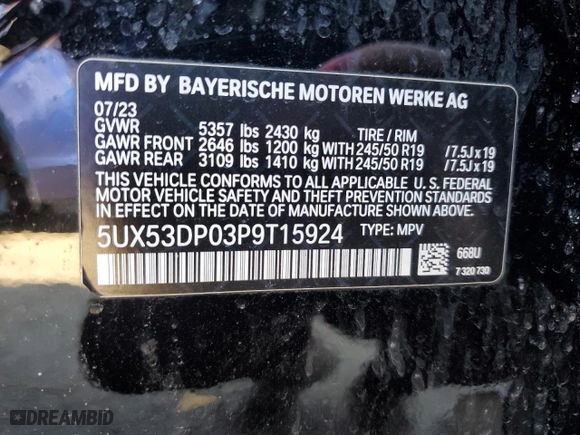 MFD BY BAYERISCHE MOTOREN WERKE AG
07/23
GVWR 5357 lbs 2430 kg TIRE / RIM
GAWR FRONT 2646 lbs 1200 kg WITH 245/50 R19 /7.5J x 19
GAWR REAR 3109 lbs 1410 kg WITH 245/50 R19 /7.5J x 19
THIS VEHICLE CONFORMS TO ALL APPLICABLE U. S. FEDERAL
MOTOR VEHICLE SAFETY AND THEFT PREVENTION STANDARDS
IN EFFECT ON THE DATE OF MANUFACTURE SHOWN ABOVE.
5UX53DP03P9T15924 TYPE: MPV
668U
7 320 730
DREAMBID